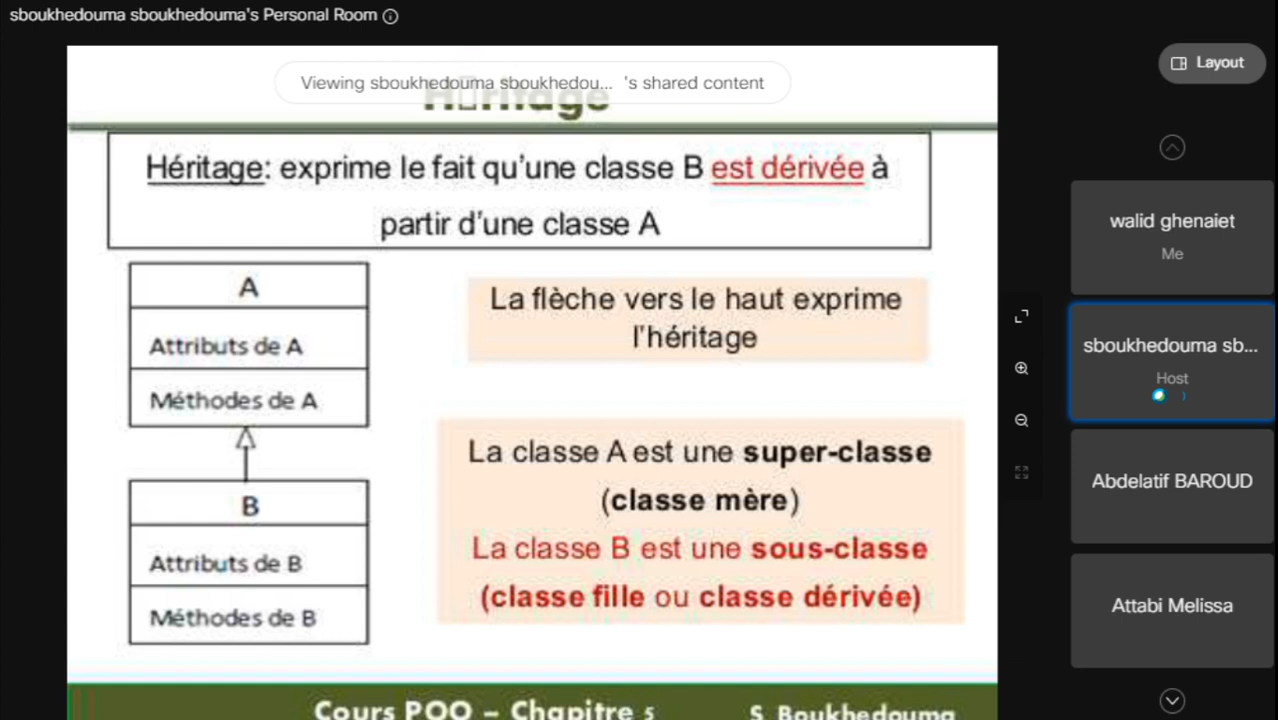 sboukhedouma sboukhedouma's Personal Room
Viewing sboukhedouma sboukhedou... 's shared content
Layout
Héritage: exprime le fait qu'une classe B est dérivée à
partir d'une classe A
A
Attributs de A
Méthodes de A
B
Attributs de B
Méthodes de B
La flèche vers le haut exprime
l'héritage
La classe A est une super-classe
(classe mère)
La classe B est une sous-classe
(classe fille ou classe dérivée)
Cours POO – Chapitre 5
S. Boukhedouma
walid ghenaiet
Me
sboukhedouma sb...
Host
Abdelatif BAROUD
Attabi Melissa